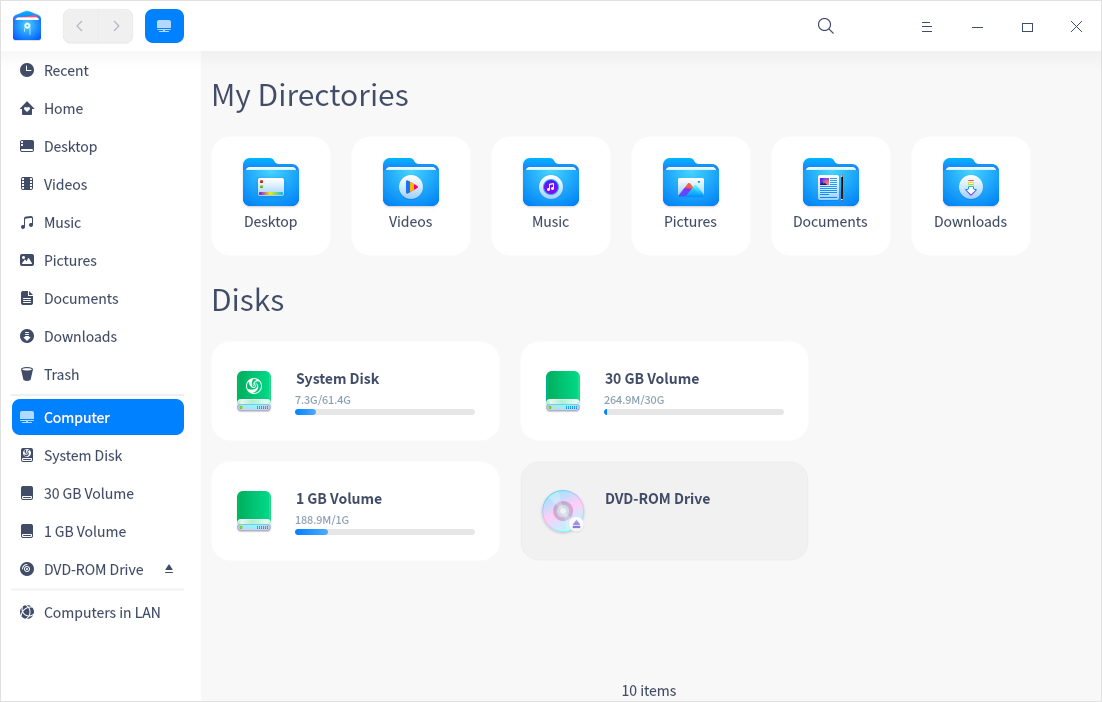 Recent
Home
Desktop
Videos
Music
Pictures
Documents
Downloads
Trash
Computer
System Disk
30 GB Volume
1 GB Volume
DVD-ROM Drive
Computers in LAN
My Directories
Desktop
Videos
Music
Pictures
Documents
Downloads
Disks
System Disk
7.3G/61.4G
30 GB Volume
264.9M/30G
1 GB Volume
188.9M/1G
DVD-ROM Drive
10 items